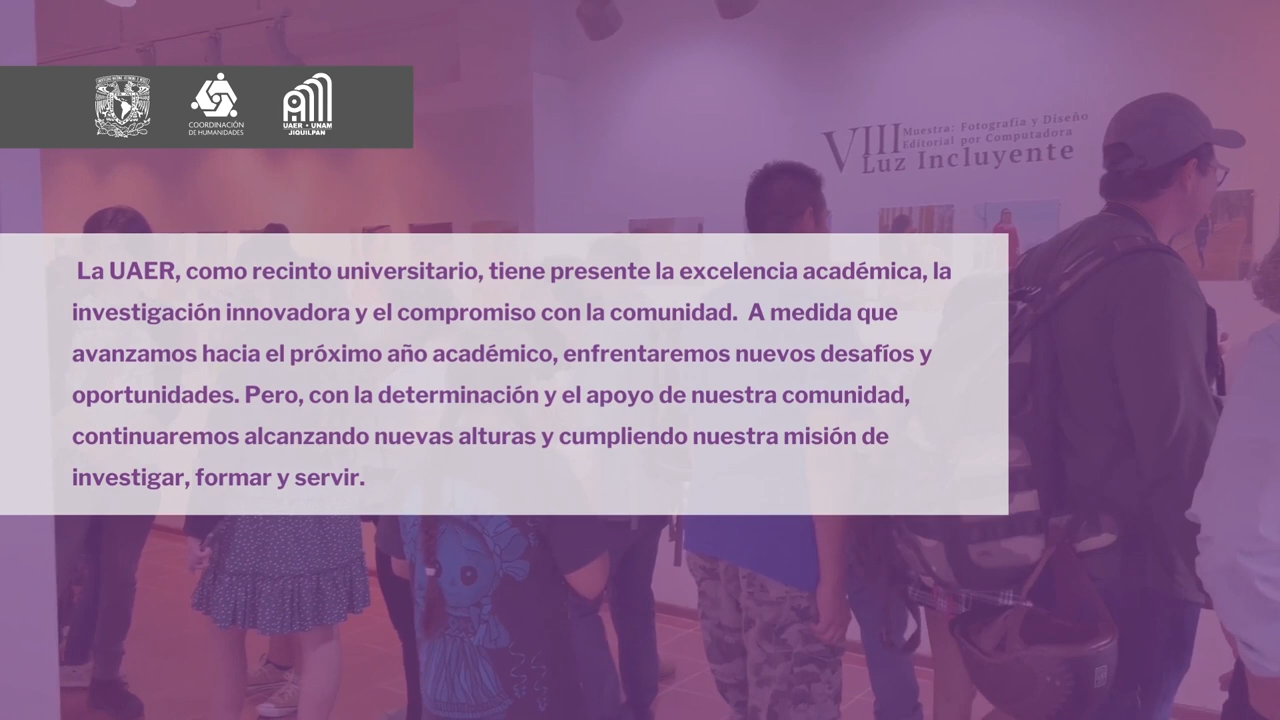 COORDINACIÓN
DE HUMANIDADES
UAER • UNAM
JIQUILPAN
VIII Muestra: Fotografía y Diseño
Editorial por Computadora
Luz Incluyente
La UAER, como recinto universitario, tiene presente la excelencia académica, la
investigación innovadora y el compromiso con la comunidad.  A medida que
avanzamos hacia el próximo año académico, enfrentaremos nuevos desafíos y
oportunidades. Pero, con la determinación y el apoyo de nuestra comunidad,
continuaremos alcanzando nuevas alturas y cumpliendo nuestra misión de
investigar, formar y servir.